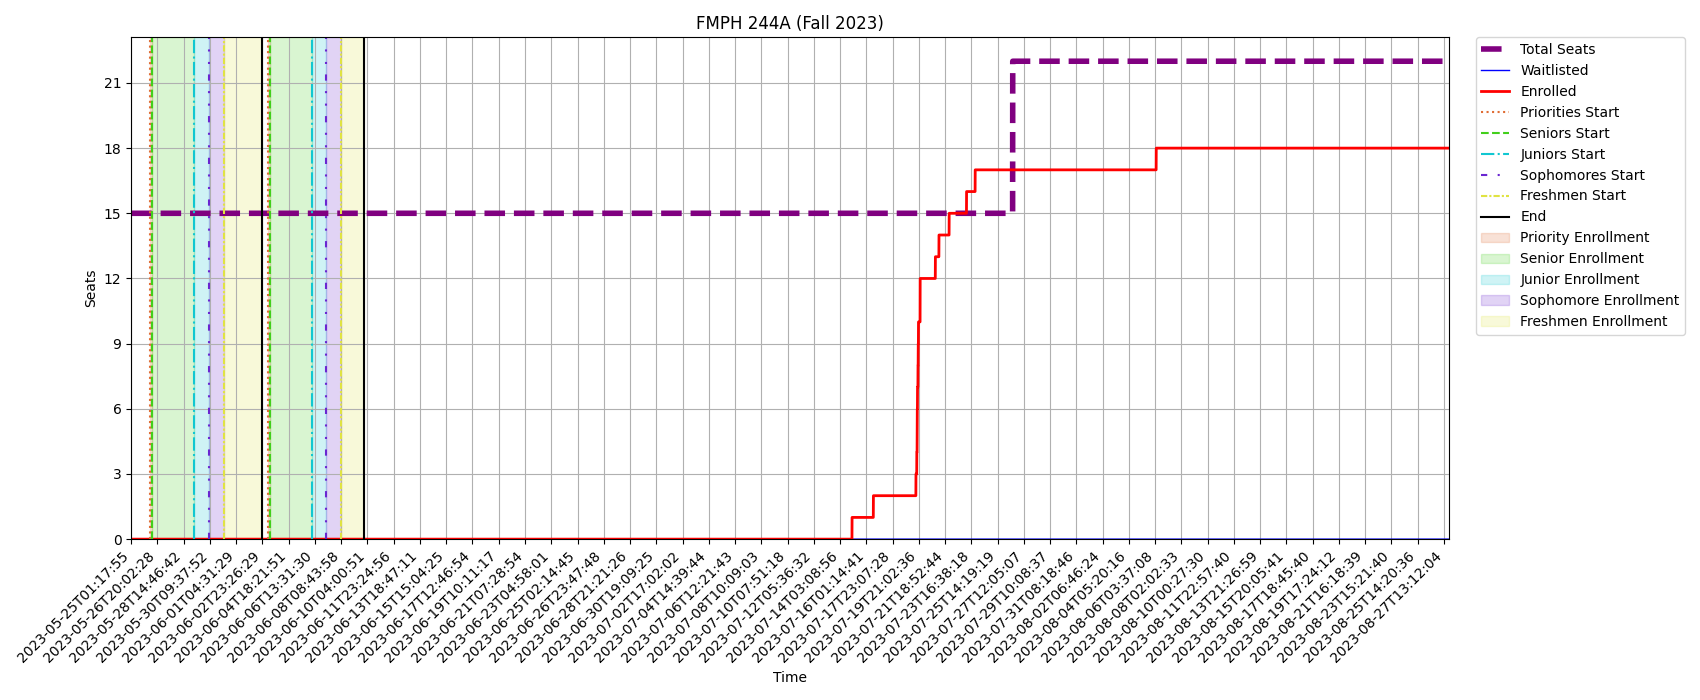 FMPH 244A (Fall 2023)
Seats
21
18
15
12
9
6
3
0
2023-05-25T01:17:55
2023-05-26T20:02:28
2023-05-28T14:46:42
2023-05-30T09:37:52
2023-06-01T04:31:29
2023-06-02T23:26:29
2023-06-04T18:21:51
2023-06-06T13:31:30
2023-06-08T08:43:58
2023-06-10T04:00:51
2023-06-11T23:24:56
2023-06-13T18:47:11
2023-06-15T15:04:25
2023-06-17T12:46:54
2023-06-19T10:11:17
2023-06-21T07:28:54
2023-06-23T04:58:01
2023-06-25T02:14:45
2023-06-26T23:47:48
2023-06-28T21:21:26
2023-06-30T19:09:25
2023-07-02T17:02:02
2023-07-04T14:39:44
2023-07-06T12:21:43
2023-07-08T10:09:03
2023-07-10T07:51:18
2023-07-12T05:36:32
2023-07-14T03:08:56
2023-07-16T01:14:41
2023-07-17T23:07:28
2023-07-19T21:02:36
2023-07-21T18:52:44
2023-07-23T16:38:18
2023-07-25T14:19:19
2023-07-27T12:05:07
2023-07-29T10:08:37
2023-07-31T08:18:46
2023-08-02T06:46:24
2023-08-04T05:20:16
2023-08-06T03:37:08
2023-08-08T02:02:33
2023-08-10T00:27:30
2023-08-11T22:57:40
2023-08-13T21:26:59
2023-08-15T20:05:41
2023-08-17T18:45:40
2023-08-19T17:24:12
2023-08-21T16:18:39
2023-08-23T15:21:40
2023-08-25T14:20:36
2023-08-27T13:12:04
Time
Total Seats
Waitlisted
Enrolled
Priorities Start
Seniors Start
Juniors Start
Sophomores Start
Freshmen Start
End
Priority Enrollment
Senior Enrollment
Junior Enrollment
Sophomore Enrollment
Freshmen Enrollment